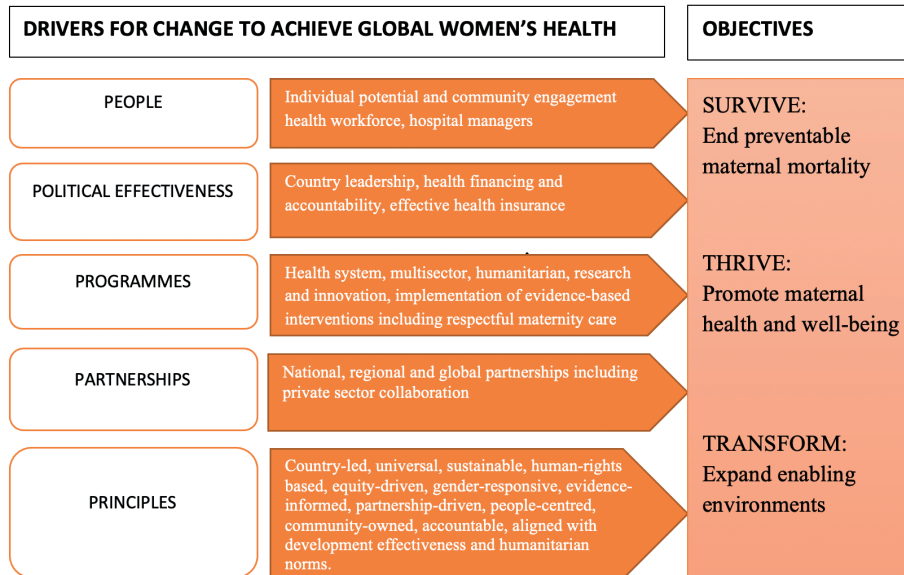 DRIVERS FOR CHANGE TO ACHIEVE GLOBAL WOMEN'S HEALTH
OBJECTIVES
PEOPLE
Individual potential and community engagement
health workforce, hospital managers
POLITICAL EFFECTIVENESS
Country leadership, health financing and
accountability, effective health insurance
PROGRAMMES
Health system, multisector, humanitarian, research
and innovation, implementation of evidence-based
interventions including respectful maternity care
PARTNERSHIPS
National, regional and global partnerships including
private sector collaboration
PRINCIPLES
Country-led, universal, sustainable, human-rights
based, equity-driven, gender-responsive, evidence-
informed, partnership-driven, people-centred,
community-owned, accountable, aligned with
development effectiveness and humanitarian
norms.
SURVIVE:
End preventable
maternal mortality
THRIVE:
Promote maternal
health and well-being
TRANSFORM:
Expand enabling
environments